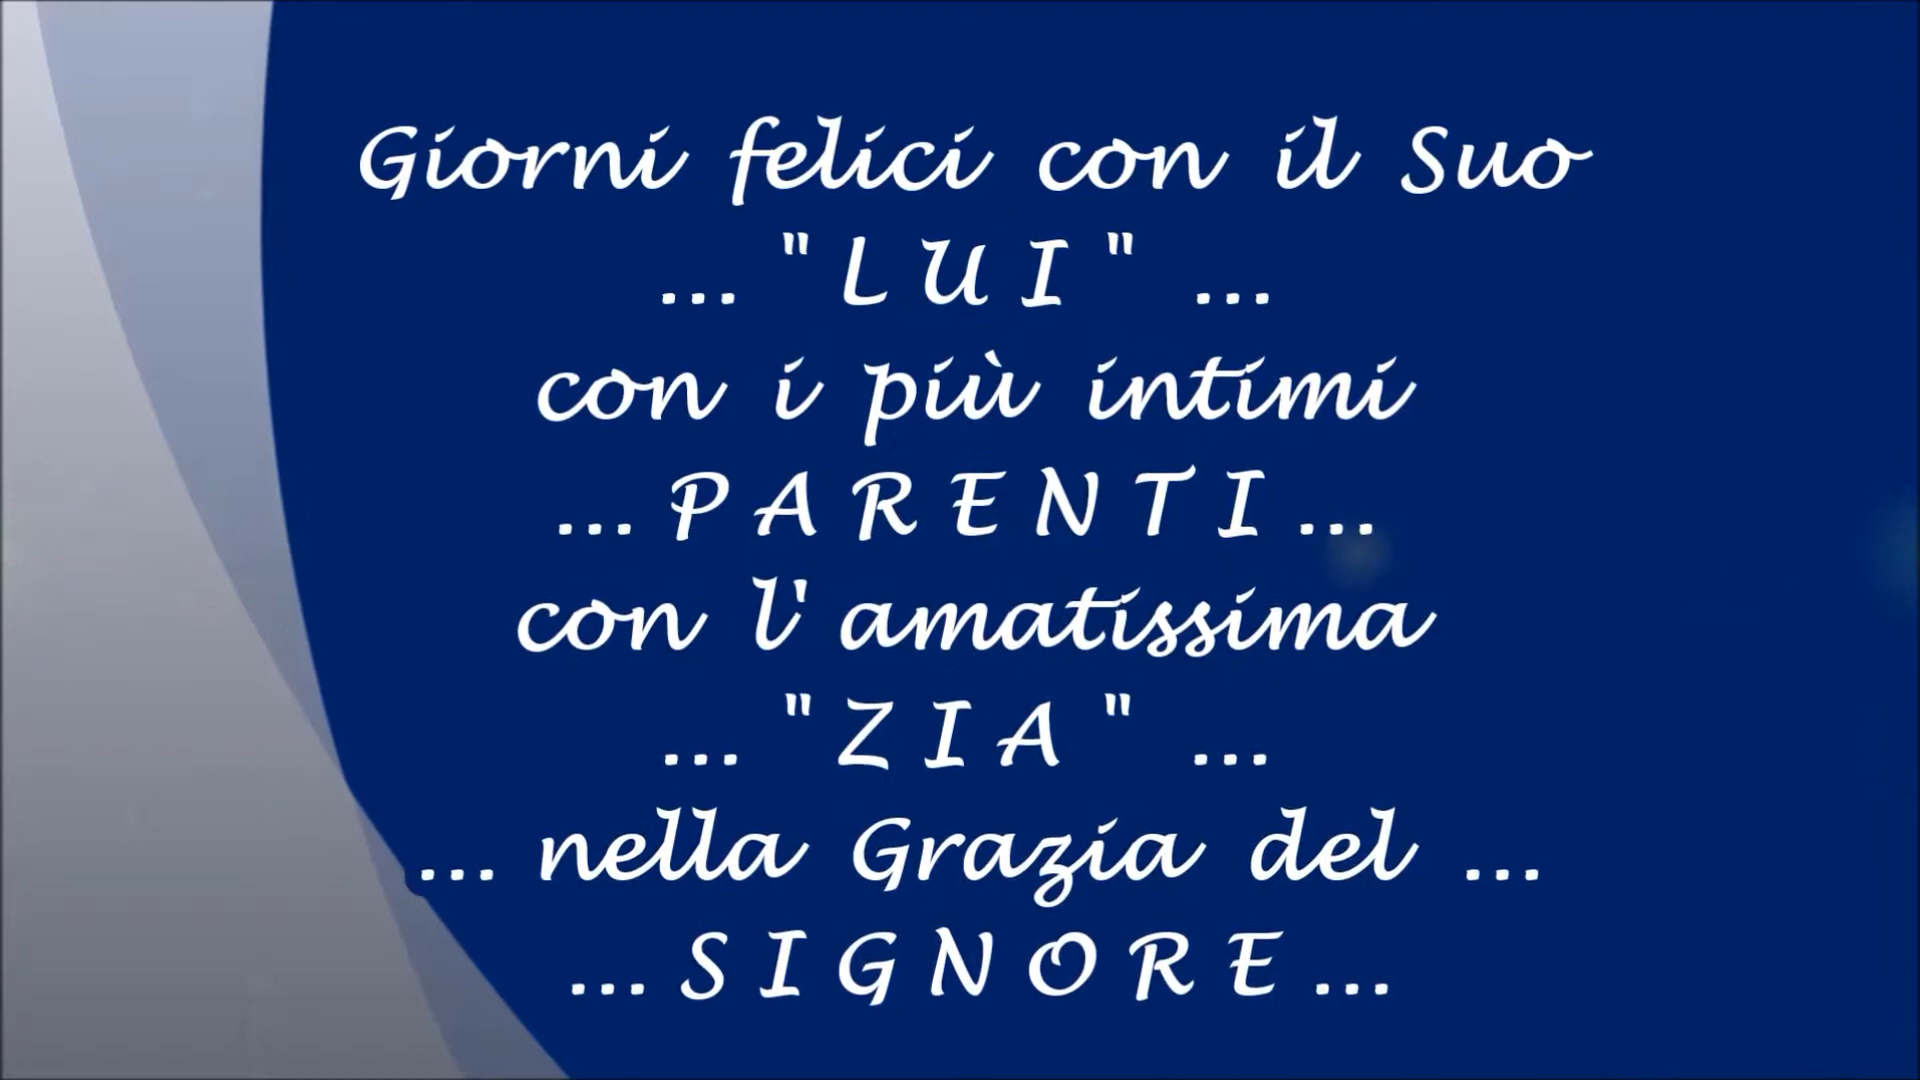 Giorni felici con il Suo
... " L U I " ...
con i più intimi
... P A R E N T I ...
con l' amatissima
... " Z I A " ...
... nella Grazia del ...
... S I G N O R E ...